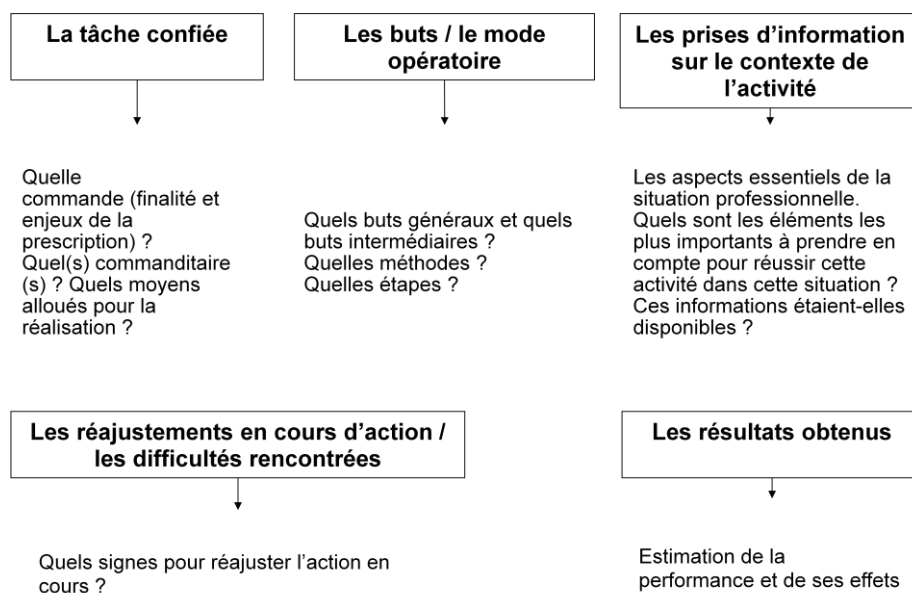 La tâche confiée
Quelle
commande (finalité et
enjeux de la
prescription) ?
Quel(s) commanditaire
(s) ? Quels moyens
alloués pour la
réalisation ?
Les buts / le mode
opératoire
Quels buts généraux et quels
buts intermédiaires ?
Quelles méthodes ?
Quelles étapes ?
Les prises d’information
sur le contexte de
l’activité
Les aspects essentiels de la
situation professionnelle.
Quels sont les éléments les
plus importants à prendre en
compte pour réussir cette
activité dans cette situation ?
Ces informations étaient-elles
disponibles ?
Les réajustements en cours d’action /
les difficultés rencontrées
Quels signes pour réajuster l’action en
cours ?
Les résultats obtenus
Estimation de la
performance et de ses effets